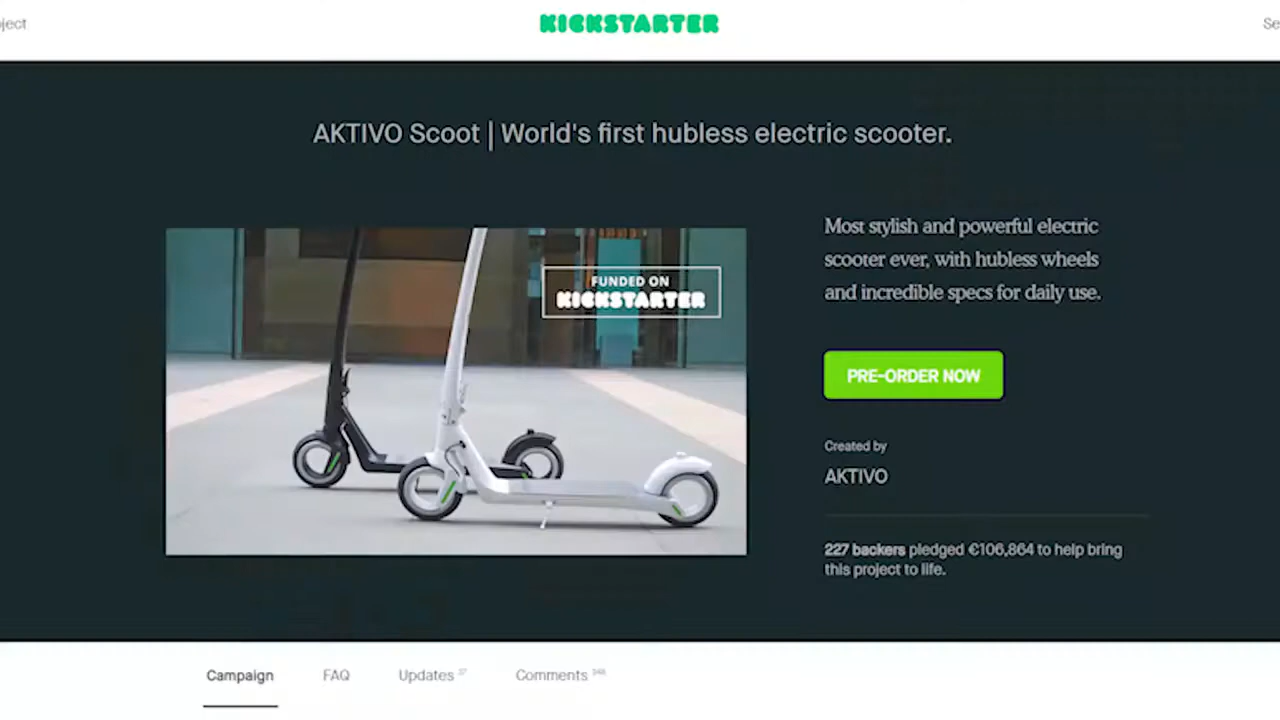 KICKSTARTER
AKTIVO Scoot | World's first hubless electric scooter.
Most stylish and powerful electric
scooter ever, with hubless wheels
and incredible specs for daily use.
FUNDED ON
KICKSTARTER
PRE-ORDER NOW
Created by
AKTIVO
227 backers pledged €106,864 to help bring
this project to life.
Campaign FAQ Updates Comments